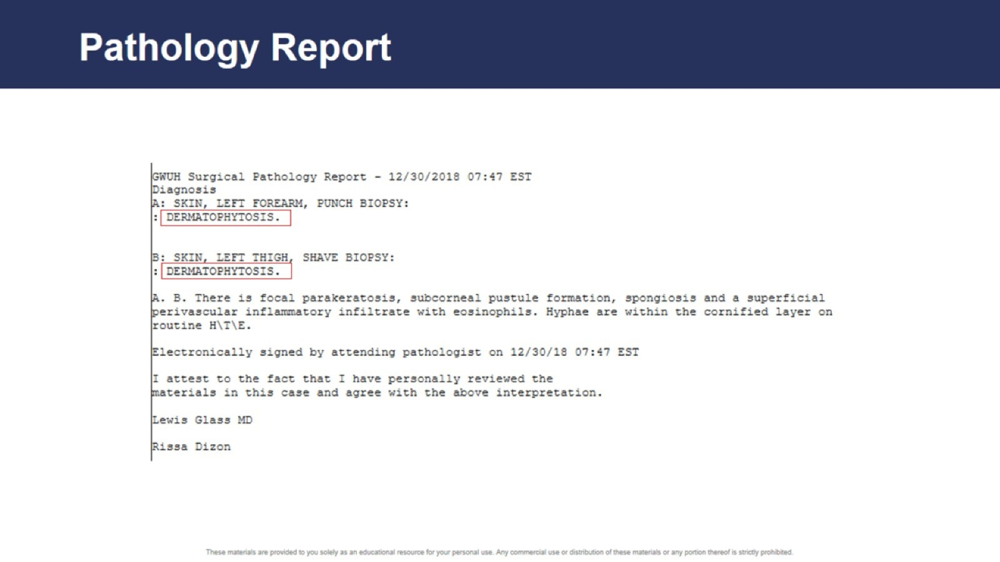 Pathology Report
GWUH Surgical Pathology Report - 12/30/2018 07:47 EST
Diagnosis
A: SKIN, LEFT FOREARM, PUNCH BIOPSY:
: DERMATOPHYTOSIS.
B: SKIN, LEFT THIGH, SHAVE BIOPSY:
: DERMATOPHYTOSIS.
A. B. There is focal parakeratosis, subcorneal pustule formation, spongiosis and a superficial
perivascular inflammatory infiltrate with eosinophils. Hyphae are within the cornified layer on
routine H\T\E.
Electronically signed by attending pathologist on 12/30/18 07:47 EST
I attest to the fact that I have personally reviewed the
materials in this case and agree with the above interpretation.
Lewis Glass MD
Rissa Dizon
These materials are provided to you solely as an educational resource for your personal use. Any commercial use or distribution of these materials or any portion thereof is strictly prohibited.